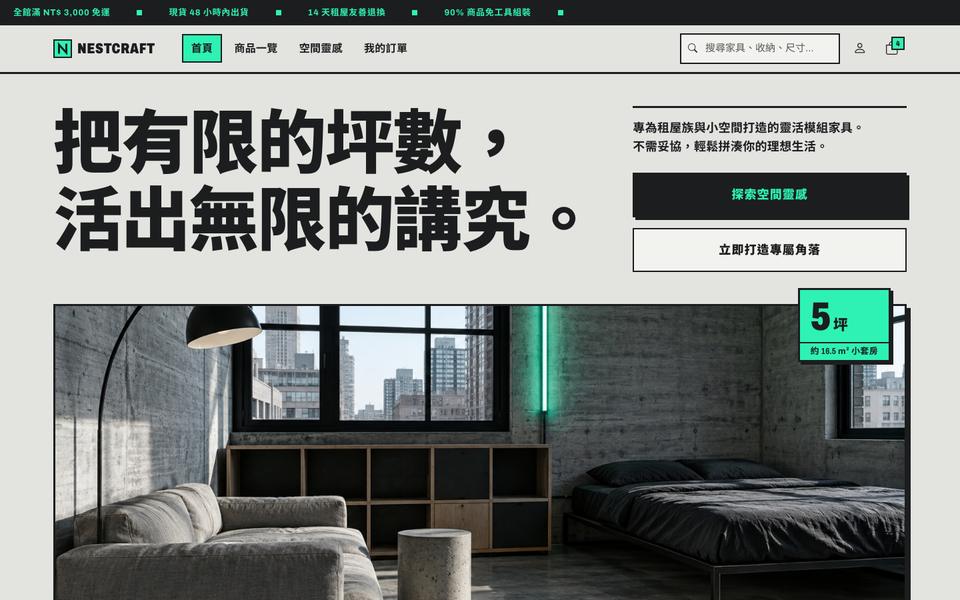 全館滿 NT$ 3,000 免運 ■ 現貨 48 小時內出貨 ■ 14 天租屋友善退換 ■ 90% 商品免工具組裝 ■
N NESTCRAFT 首頁 商品一覽 空間靈感 我的訂單 搜尋家具、收納、尺寸... 4
把有限的坪數，
活出無限的講究。
專為租屋族與小空間打造的靈活模組家具。
不需妥協，輕鬆拼湊你的理想生活。
探索空間靈感
立即打造專屬角落
5 坪
約 16.5 m² 小套房